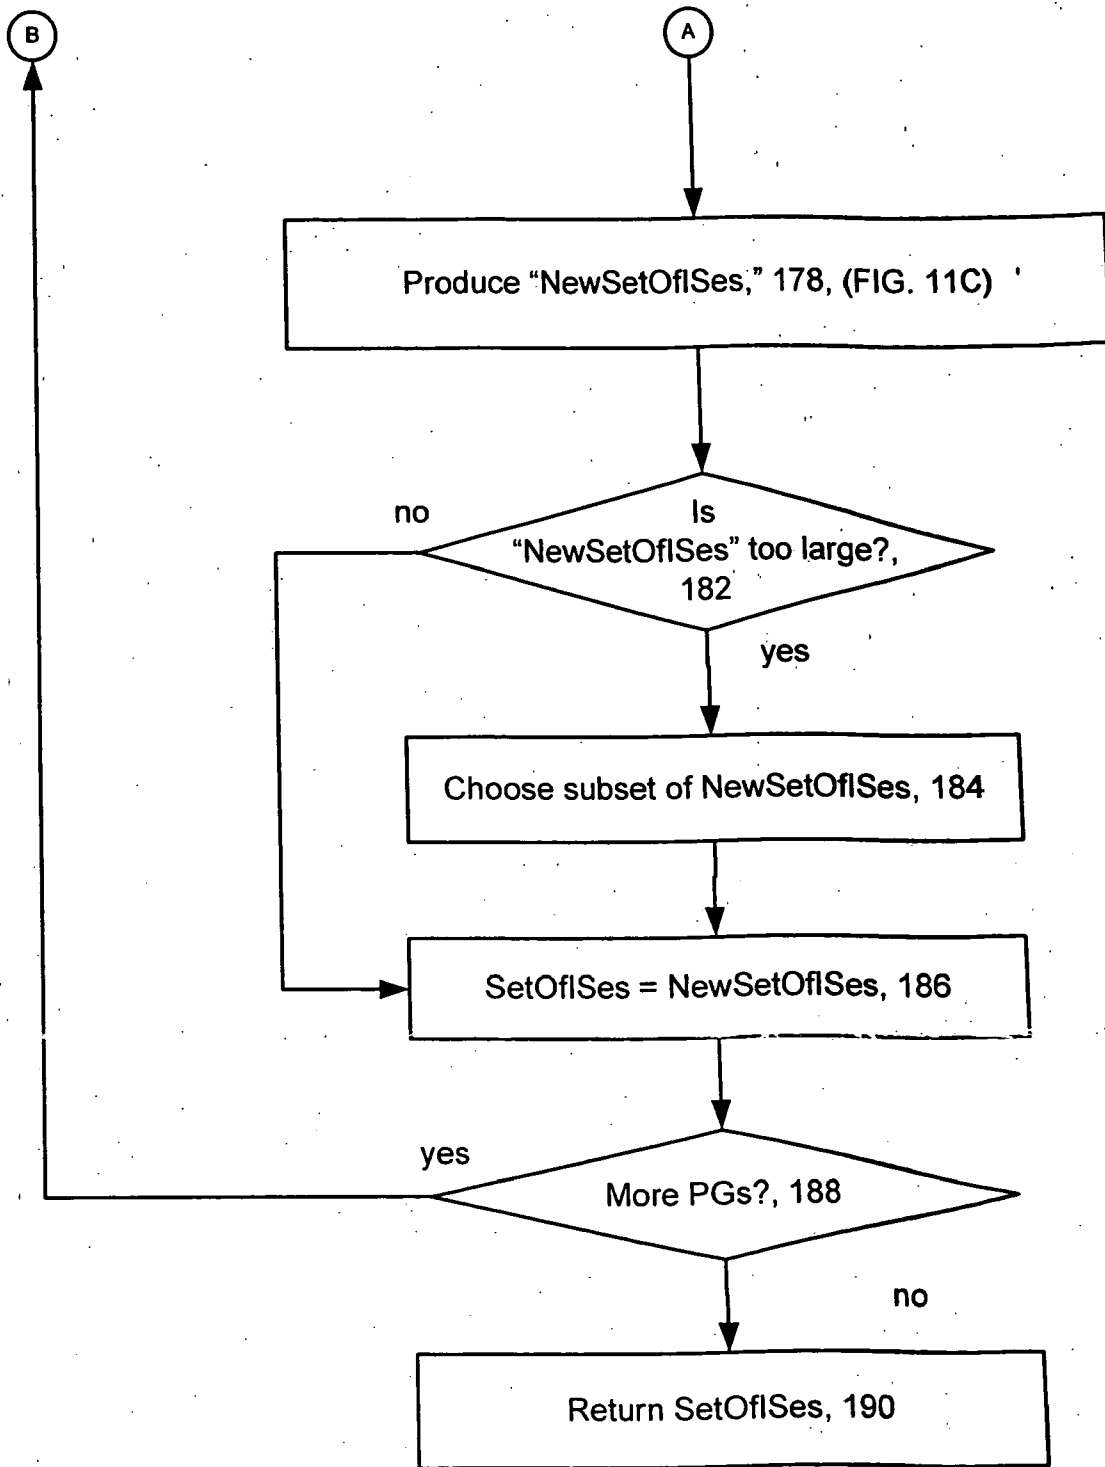 B
A
Produce “NewSetOfISes,” 178, (FIG. 11C)
no
Is
“NewSetOfISes” too large?,
182
yes
Choose subset of NewSetOfISes, 184
SetOfISes = NewSetOfISes, 186
yes
More PGs?, 188
no
Return SetOfISes, 190